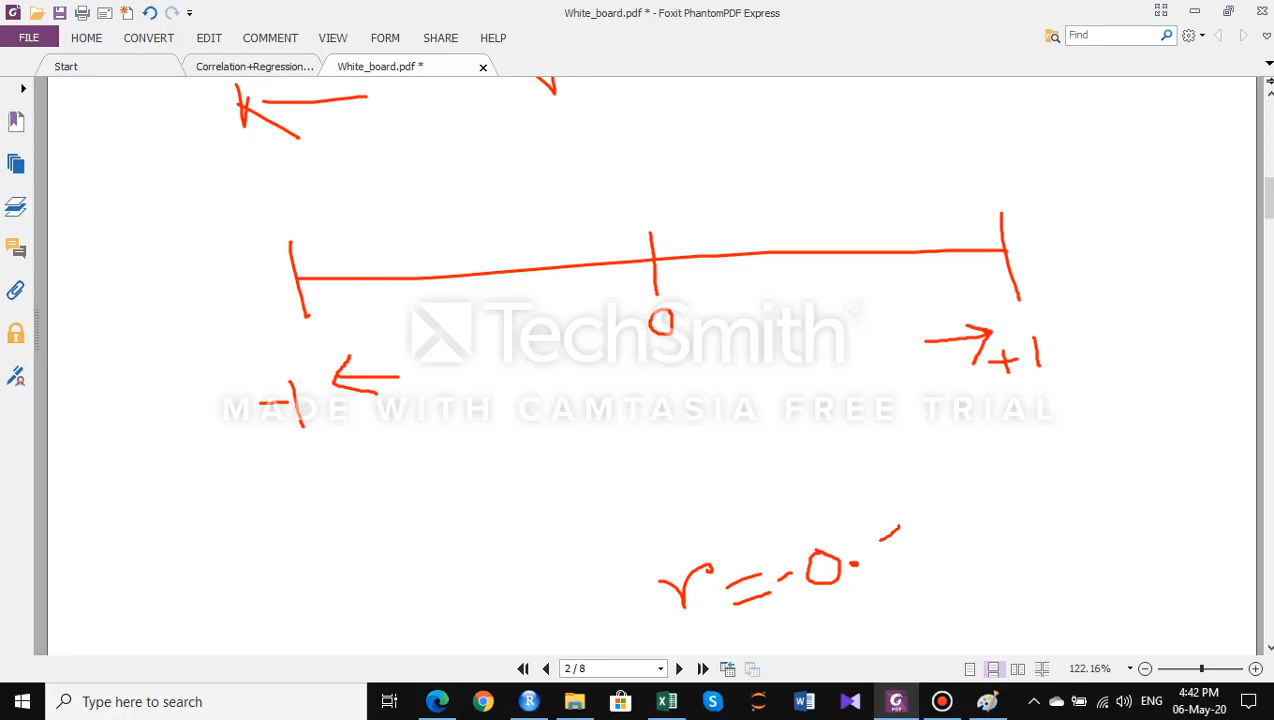 White_board.pdf * - Foxit PhantomPDF Express
FILE HOME CONVERT EDIT COMMENT VIEW FORM SHARE HELP
Find
Start Correlation+Regression... White_board.pdf *
0
+1
-1
TechSmith®
MADE WITH CAMTASIA FREE TRIAL
r = - 0.
2 / 8
122.16%
Type here to search
ENG
4:42 PM
06-May-20